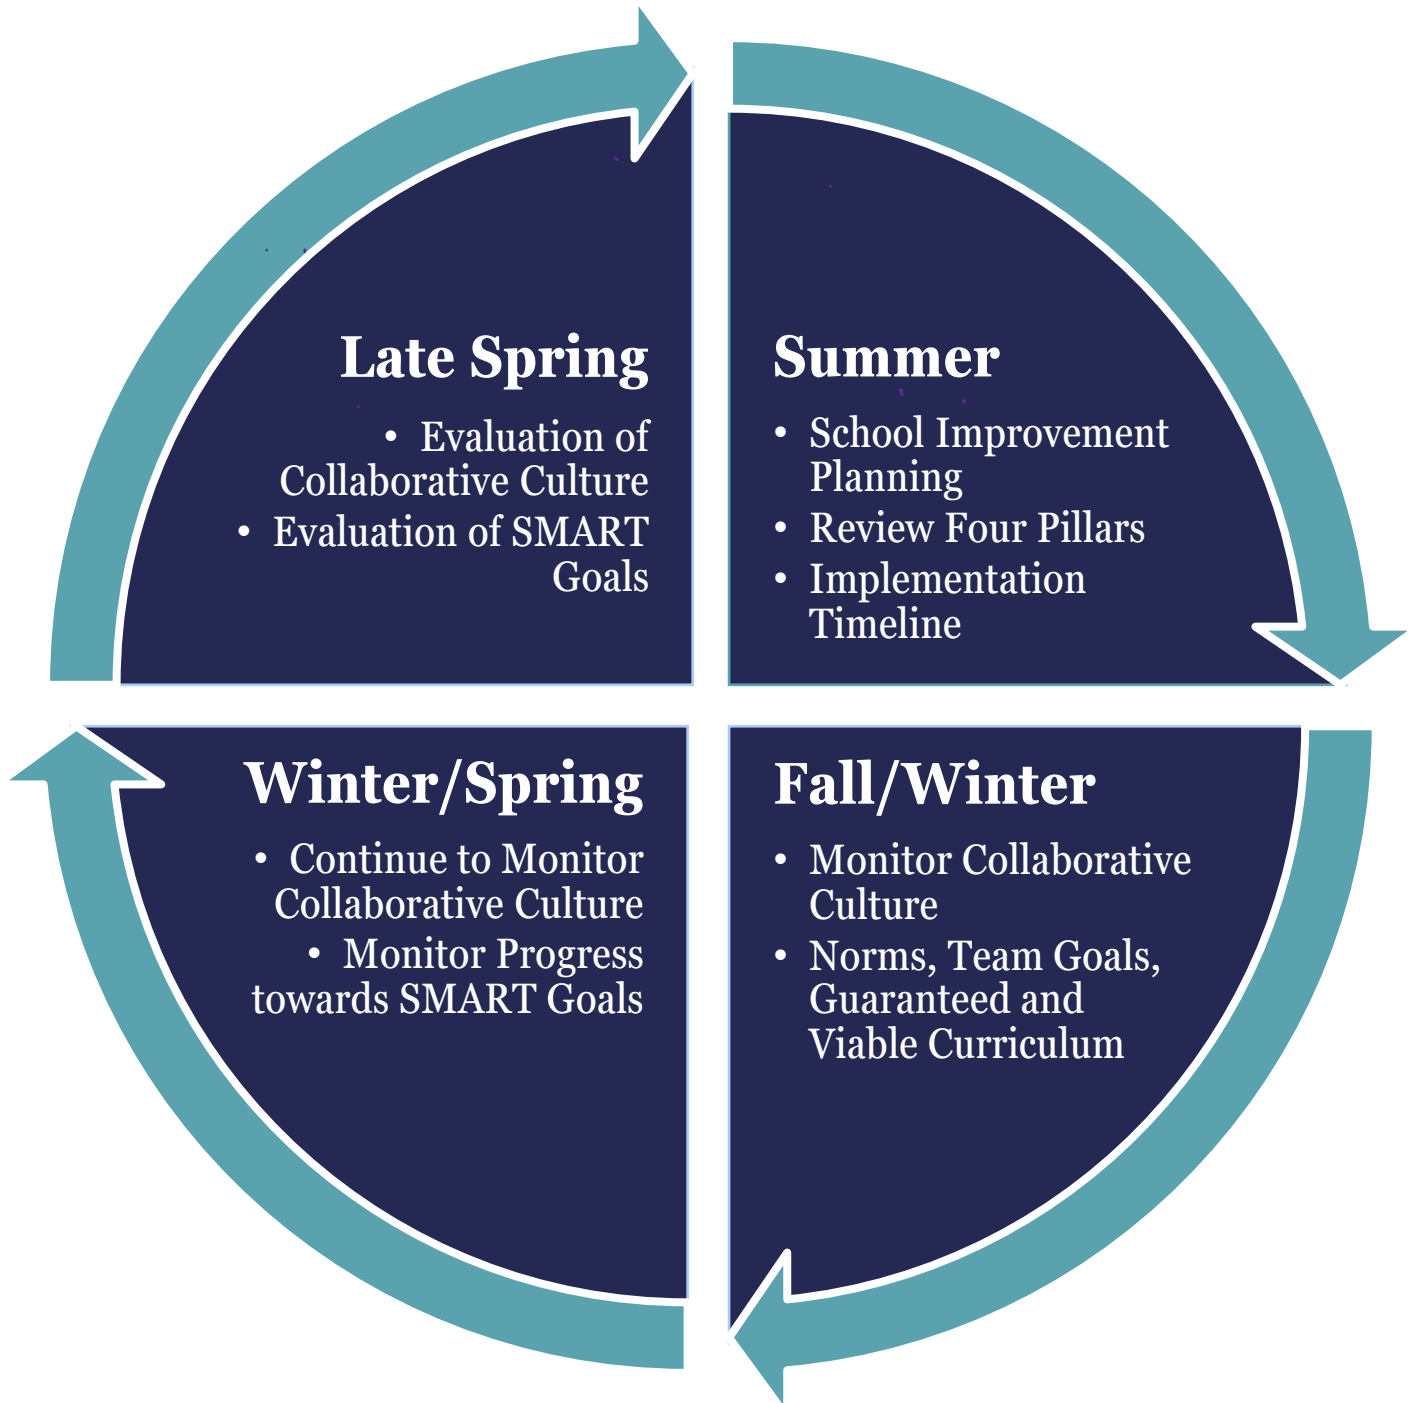 Late Spring
• Evaluation of
Collaborative Culture
• Evaluation of SMART
Goals
Summer
• School Improvement
Planning
• Review Four Pillars
• Implementation
Timeline
Winter/Spring
• Continue to Monitor
Collaborative Culture
• Monitor Progress
towards SMART Goals
Fall/Winter
• Monitor Collaborative
Culture
• Norms, Team Goals,
Guaranteed and
Viable Curriculum